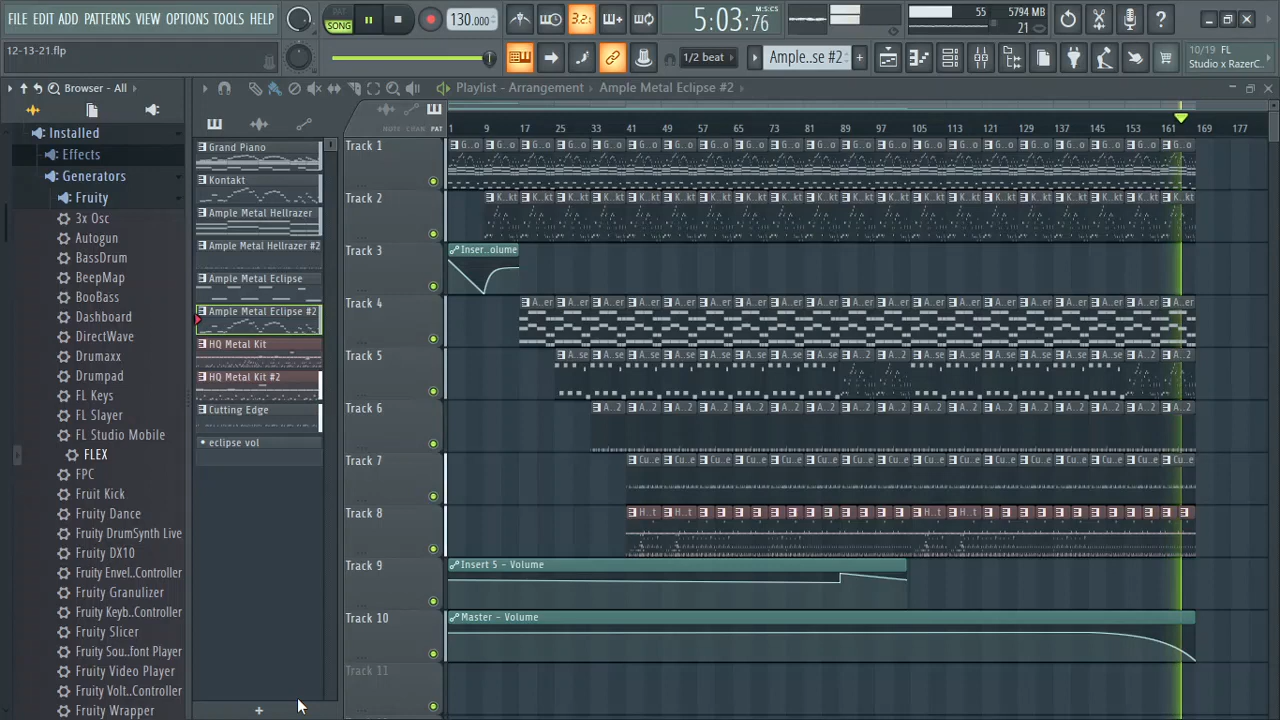 FILE EDIT ADD PATTERNS VIEW OPTIONS TOOLS HELP
PAT
SONG
130.000
3.2
5:03:76
M:S:CS
55
5794 MB
21
12-13-21.flp
1/2 beat
Ample..se #2
10/19 FL
Studio x RazerC..
Browser - All
Playlist - Arrangement > Ample Metal Eclipse #2
NOTE CHAN PAT
1 9 17 25 33 41 49 57 65 73 81 89 97 105 113 121 129 137 145 153 161 169 177
Installed
Effects
Generators
Fruity
3x Osc
Autogun
BassDrum
BeepMap
BooBass
Dashboard
DirectWave
Drumaxx
Drumpad
FL Keys
FL Slayer
FL Studio Mobile
FLEX
FPC
Fruit Kick
Fruity Dance
Fruity DrumSynth Live
Fruity DX10
Fruity Envel..Controller
Fruity Granulizer
Fruity Keyb..Controller
Fruity Slicer
Fruity Sou..font Player
Fruity Video Player
Fruity Volt..Controller
Fruity Wrapper
Grand Piano
Kontakt
Ample Metal Hellrazer
Ample Metal Hellrazer #2
Ample Metal Eclipse
Ample Metal Eclipse #2
HQ Metal Kit
HQ Metal Kit #2
Cutting Edge
eclipse vol
Track 1
Track 2
Track 3
Inser..olume
Track 4
Track 5
Track 6
Track 7
Track 8
Track 9
Insert 5 - Volume
Track 10
Master - Volume
Track 11